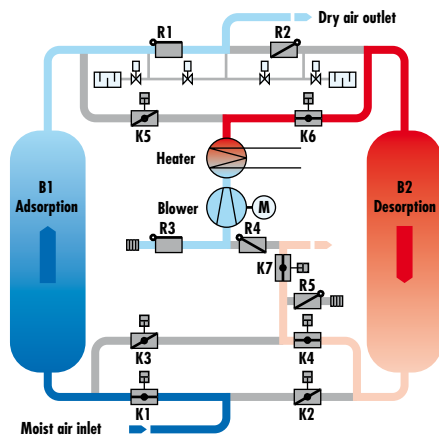 Dry air outlet
R1
R2
K5
K6
Heater
B1
Adsorption
B2
Desorption
Blower
M
R3
R4
K7
R5
K3
K4
K1
K2
Moist air inlet